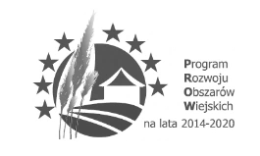 Program
Rozwoju
Obszarów
Wiejskich
na lata 2014-2020